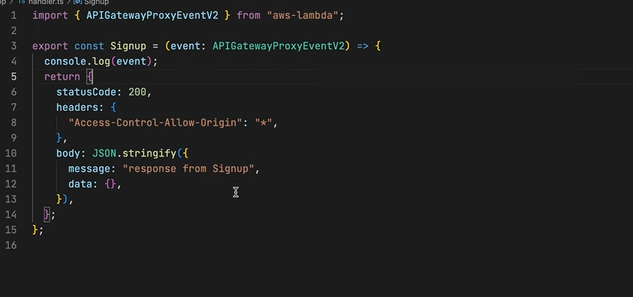 handler.ts > Signup
1 import { APIGatewayProxyEventV2 } from "aws-lambda";
2
3 export const Signup = (event: APIGatewayProxyEventV2) => {
4   console.log(event);
5   return {
6     statusCode: 200,
7     headers: {
8       "Access-Control-Allow-Origin": "*",
9     },
10     body: JSON.stringify({
11       message: "response from Signup",
12       data: {},
13     }),
14   };
15 };
16